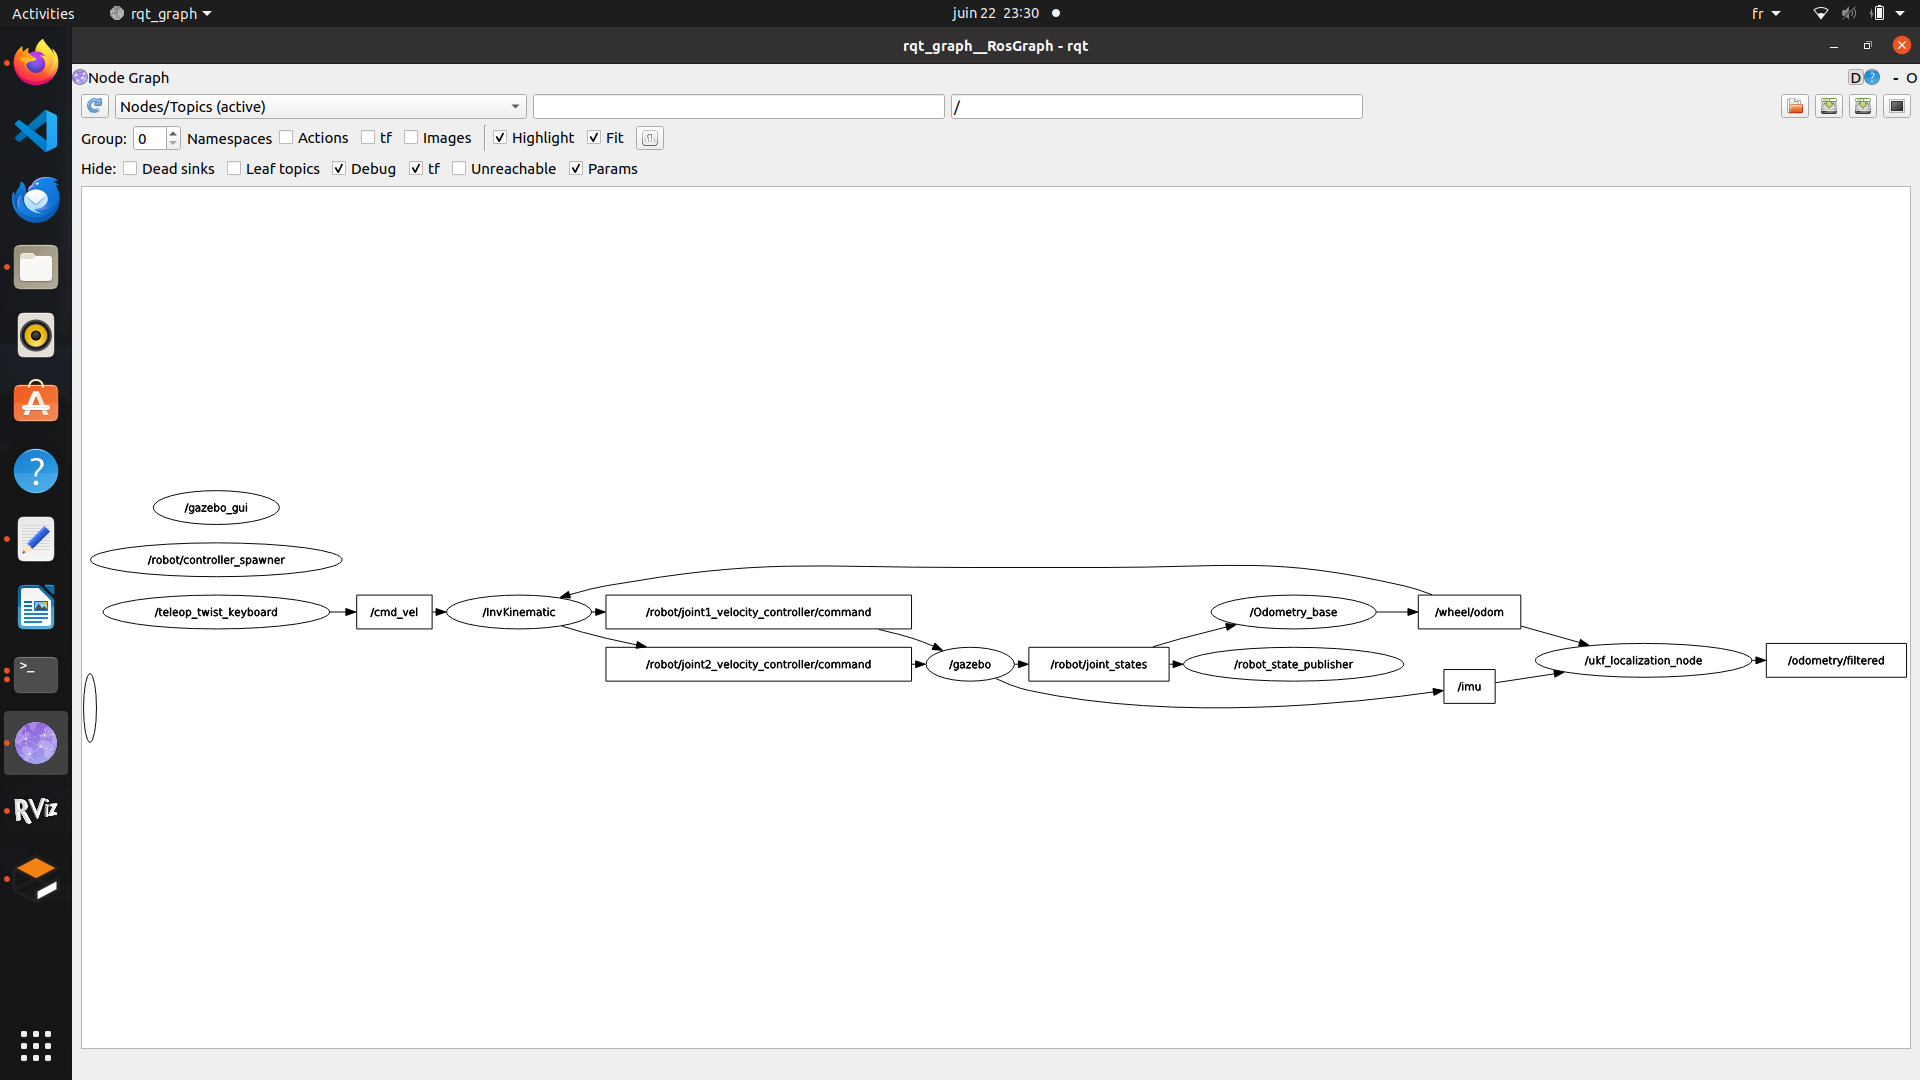 Activities rqt_graph juin 22 23:30 fr
rqt_graph__RosGraph - rqt
Node Graph D ? - O
Nodes/Topics (active) /
Group: 0 Namespaces Actions tf Images Highlight Fit
Hide: Dead sinks Leaf topics Debug tf Unreachable Params
/gazebo_gui
/robot/controller_spawner
/teleop_twist_keyboard /cmd_vel /InvKinematic /robot/joint1_velocity_controller/command /Odometry_base /wheel/odom
/robot/joint2_velocity_controller/command /gazebo /robot/joint_states /robot_state_publisher /ukf_localization_node /odometry/filtered
/imu
?
>_
RViz